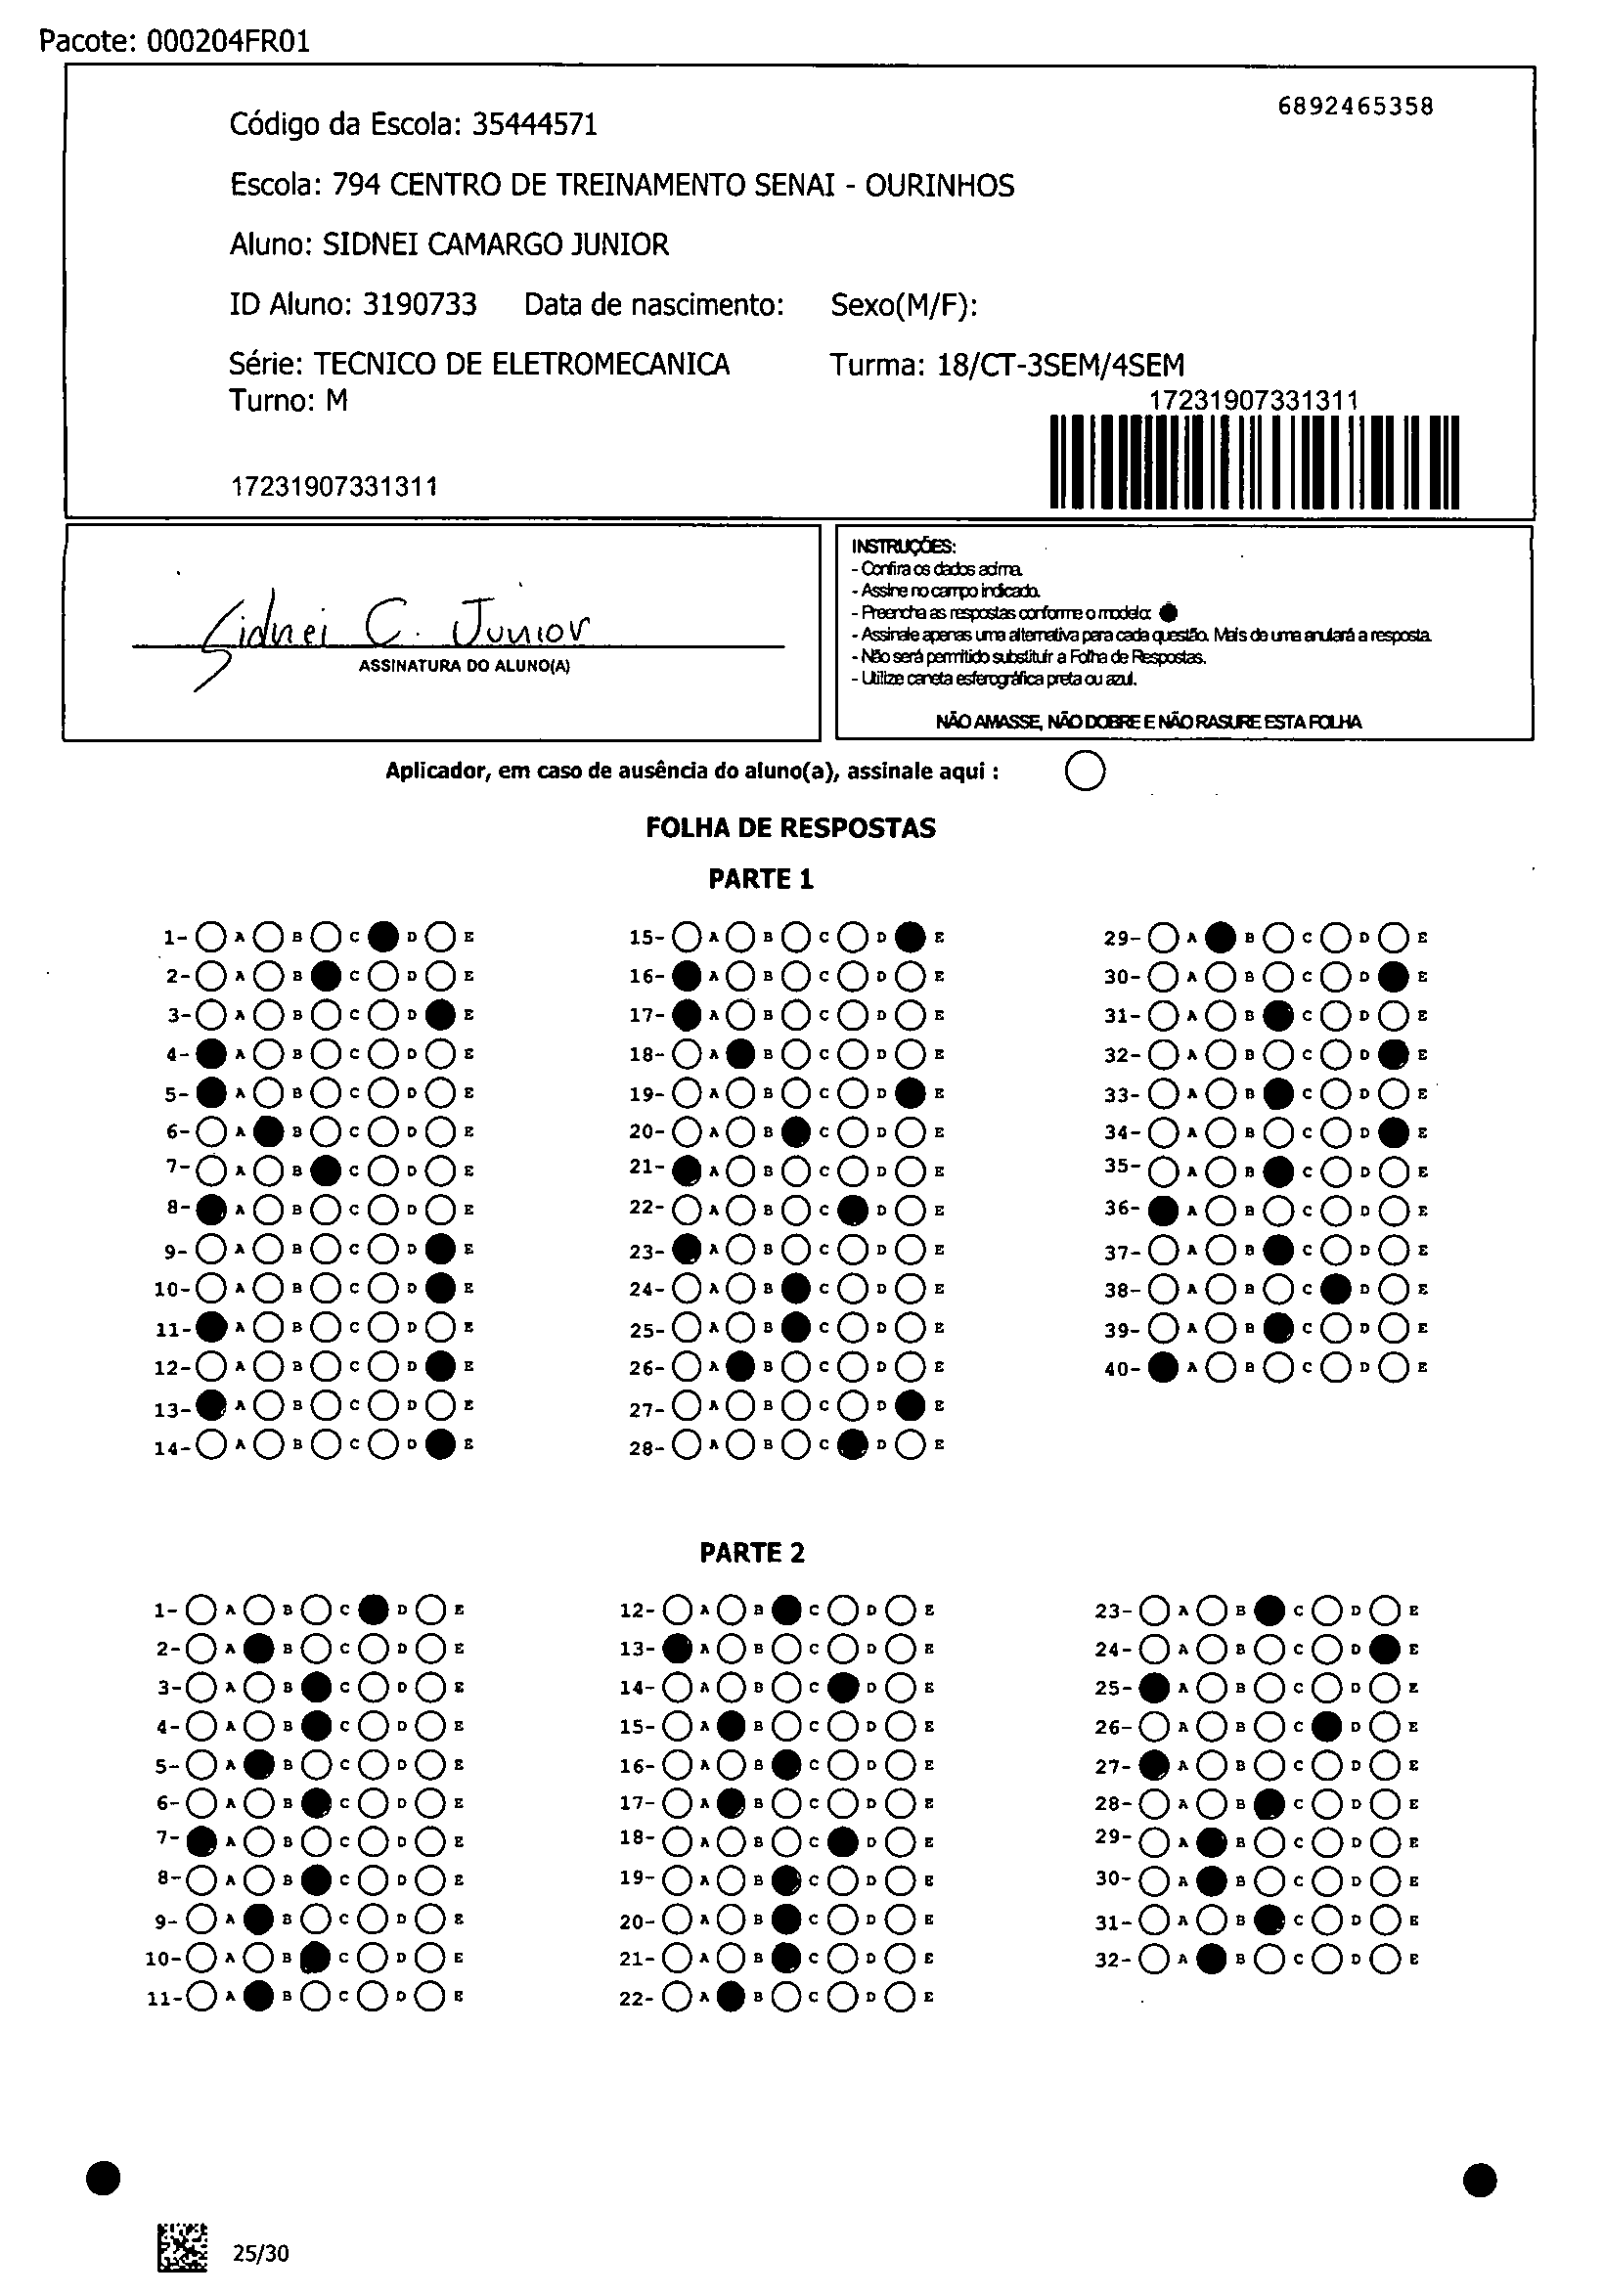 Pacote: 000204FR01
6892465358
Código da Escola: 35444571
Escola: 794 CENTRO DE TREINAMENTO SENAI - OURINHOS
Aluno: SIDNEI CAMARGO JUNIOR
ID Aluno: 3190733 Data de nascimento: Sexo(M/F):
Série: TECNICO DE ELETROMECANICA Turma: 18/CT-3SEM/4SEM
Turno: M
17231907331311
17231907331311
Sidnei C. Junior
ASSINATURA DO ALUNO(A)
INSTRUÇÕES:
- Confira os dados acima.
- Assine no campo indicado.
- Preencha as respostas conforme o modelo:
- Assinale apenas uma alternativa para cada questão. Mais de uma anulará a resposta.
- Não será permitido substituir a Folha de Respostas.
- Utilize caneta esferográfica preta ou azul.
NÃO AMASSE, NÃO DOBRE E NÃO RASURE ESTA FOLHA
Aplicador, em caso de ausência do aluno(a), assinale aqui :
FOLHA DE RESPOSTAS
PARTE 1
1- A B C D E 15- A B C D E 29- A B C D E
2- A B C D E 16- A B C D E 30- A B C D E
3- A B C D E 17- A B C D E 31- A B C D E
4- A B C D E 18- A B C D E 32- A B C D E
5- A B C D E 19- A B C D E 33- A B C D E
6- A B C D E 20- A B C D E 34- A B C D E
7- A B C D E 21- A B C D E 35- A B C D E
8- A B C D E 22- A B C D E 36- A B C D E
9- A B C D E 23- A B C D E 37- A B C D E
10- A B C D E 24- A B C D E 38- A B C D E
11- A B C D E 25- A B C D E 39- A B C D E
12- A B C D E 26- A B C D E 40- A B C D E
13- A B C D E 27- A B C D E
14- A B C D E 28- A B C D E
PARTE 2
1- A B C D E 12- A B C D E 23- A B C D E
2- A B C D E 13- A B C D E 24- A B C D E
3- A B C D E 14- A B C D E 25- A B C D E
4- A B C D E 15- A B C D E 26- A B C D E
5- A B C D E 16- A B C D E 27- A B C D E
6- A B C D E 17- A B C D E 28- A B C D E
7- A B C D E 18- A B C D E 29- A B C D E
8- A B C D E 19- A B C D E 30- A B C D E
9- A B C D E 20- A B C D E 31- A B C D E
10- A B C D E 21- A B C D E 32- A B C D E
11- A B C D E 22- A B C D E
25/30